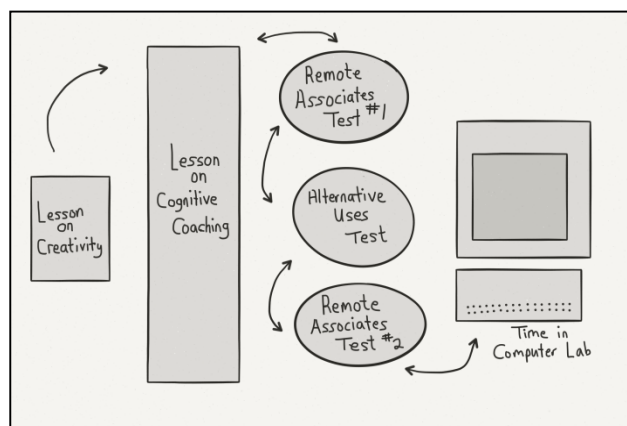 Lesson
on
Creativity
Lesson
on
Cognitive
Coaching
Remote
Associates
Test #1
Alternative
Uses
Test
Remote
Associates
Test #2
Time in
Computer Lab